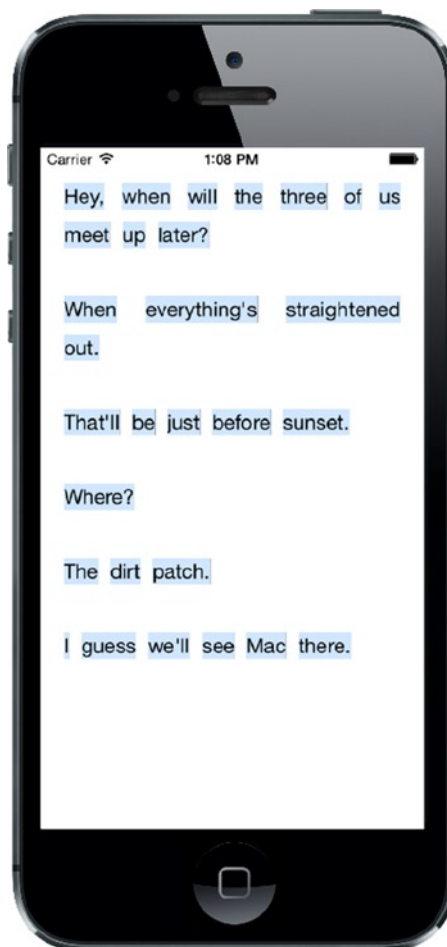 Carrier 1:08 PM
Hey, when will the three of us
meet up later?
When everything's straightened
out.
That'll be just before sunset.
Where?
The dirt patch.
I guess we'll see Mac there.